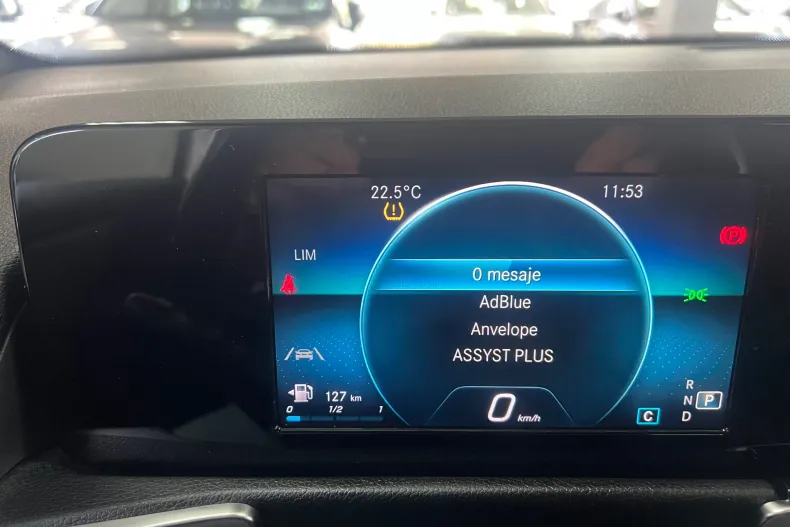 22.5°C
11:53
LIM
0 mesaje
AdBlue
Anvelope
ASSYST PLUS
127 km
0 1/2 1
0 km/h
C
R
N P
D